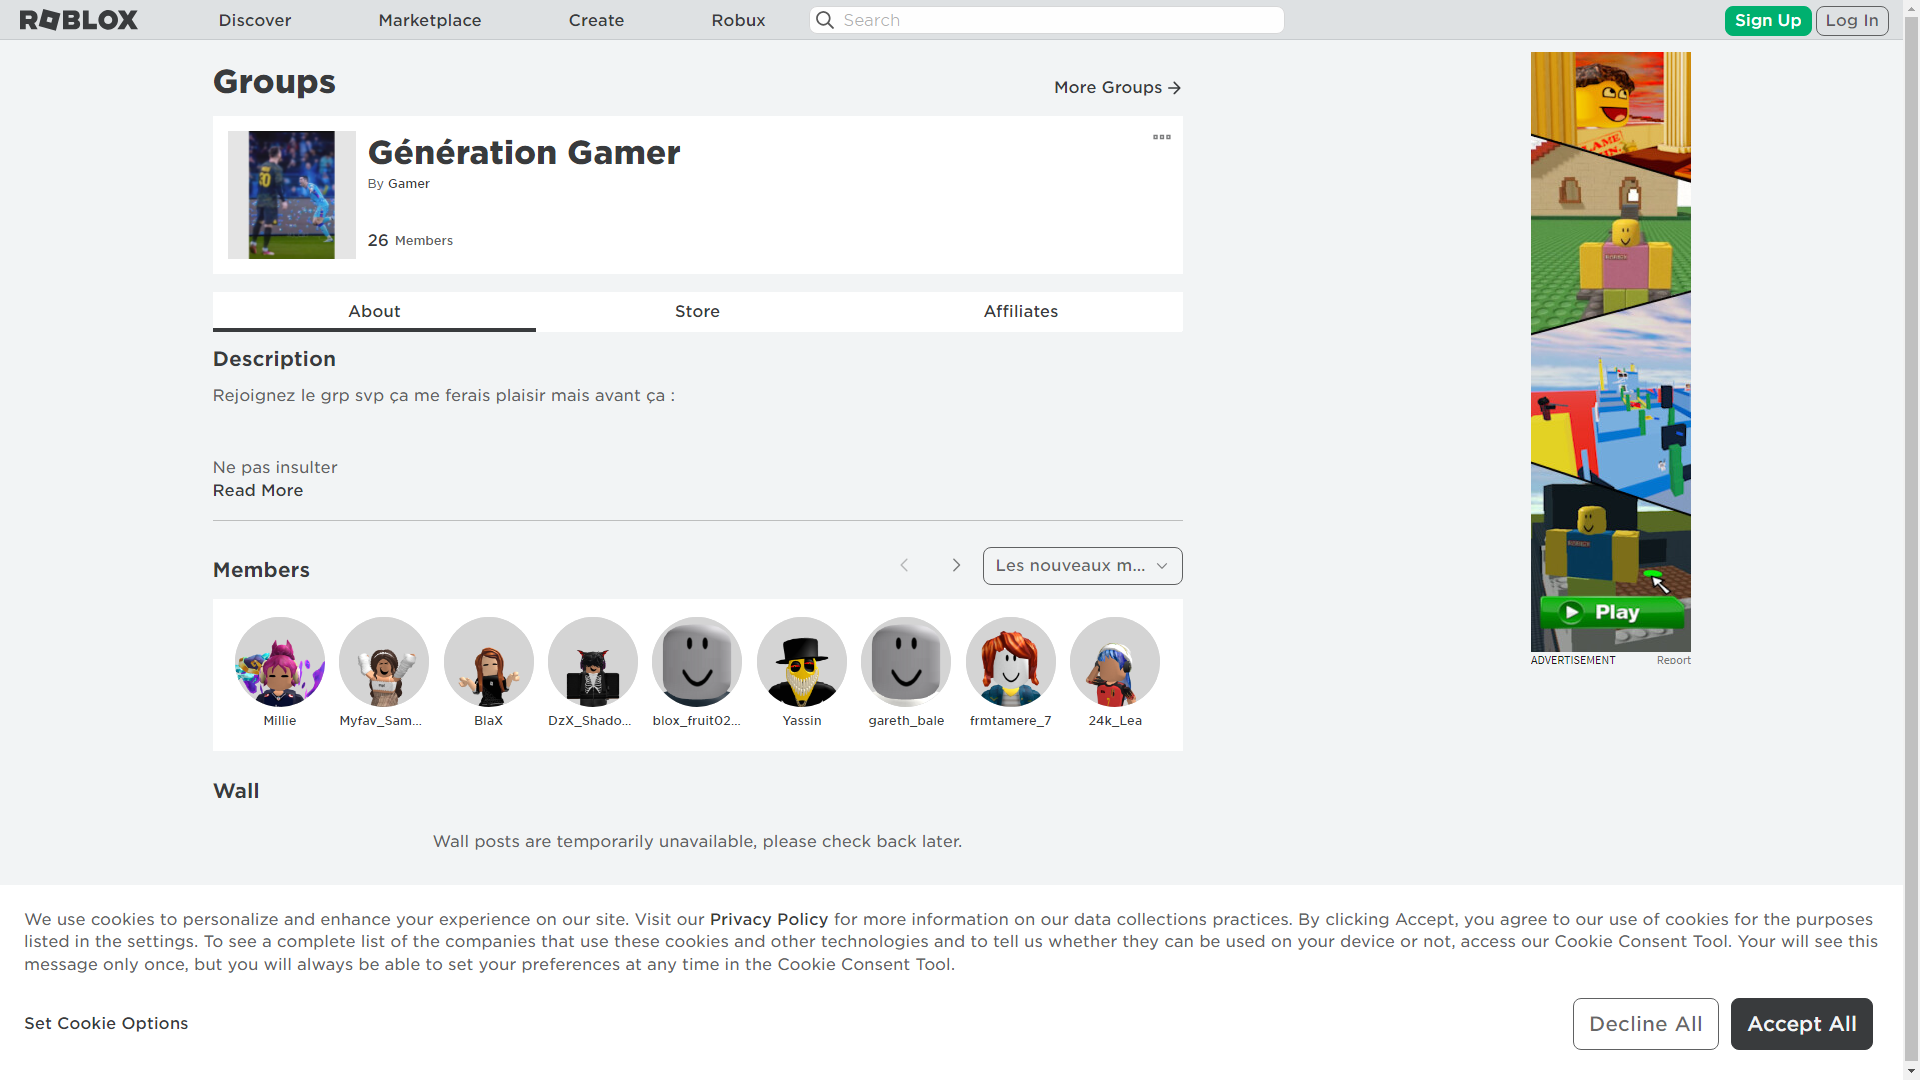 ROBLOX Discover Marketplace Create Robux Search Sign Up Log In
Groups
More Groups
Génération Gamer
By Gamer
26 Members
About Store Affiliates
Description
Rejoignez le grp svp ça me ferais plaisir mais avant ça :
Ne pas insulter
Read More
Members
Les nouveaux m...
Millie Myfav_Sam... BlaX DzX_Shado... blox_fruit02... Yassin gareth_bale frmtamere_7 24k_Lea
Wall
Wall posts are temporarily unavailable, please check back later.
Play
ADVERTISEMENT Report
We use cookies to personalize and enhance your experience on our site. Visit our Privacy Policy for more information on our data collections practices. By clicking Accept, you agree to our use of cookies for the purposes
listed in the settings. To see a complete list of the companies that use these cookies and other technologies and to tell us whether they can be used on your device or not, access our Cookie Consent Tool. Your will see this
message only once, but you will always be able to set your preferences at any time in the Cookie Consent Tool.
Set Cookie Options
Decline All
Accept All